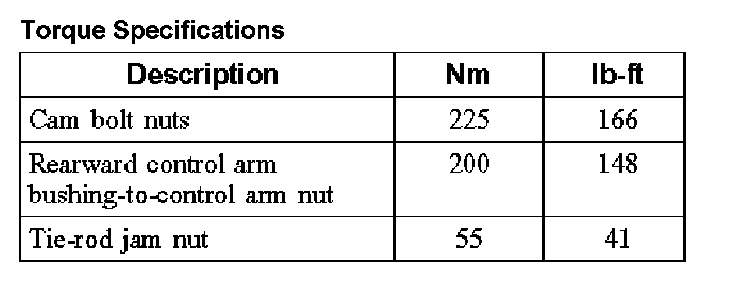 Torque Specifications
Description Nm lb-ft
Cam bolt nuts 225 166
Rearward control arm 200 148
bushing-to-control arm nut
Tie-rod jam nut 55 41